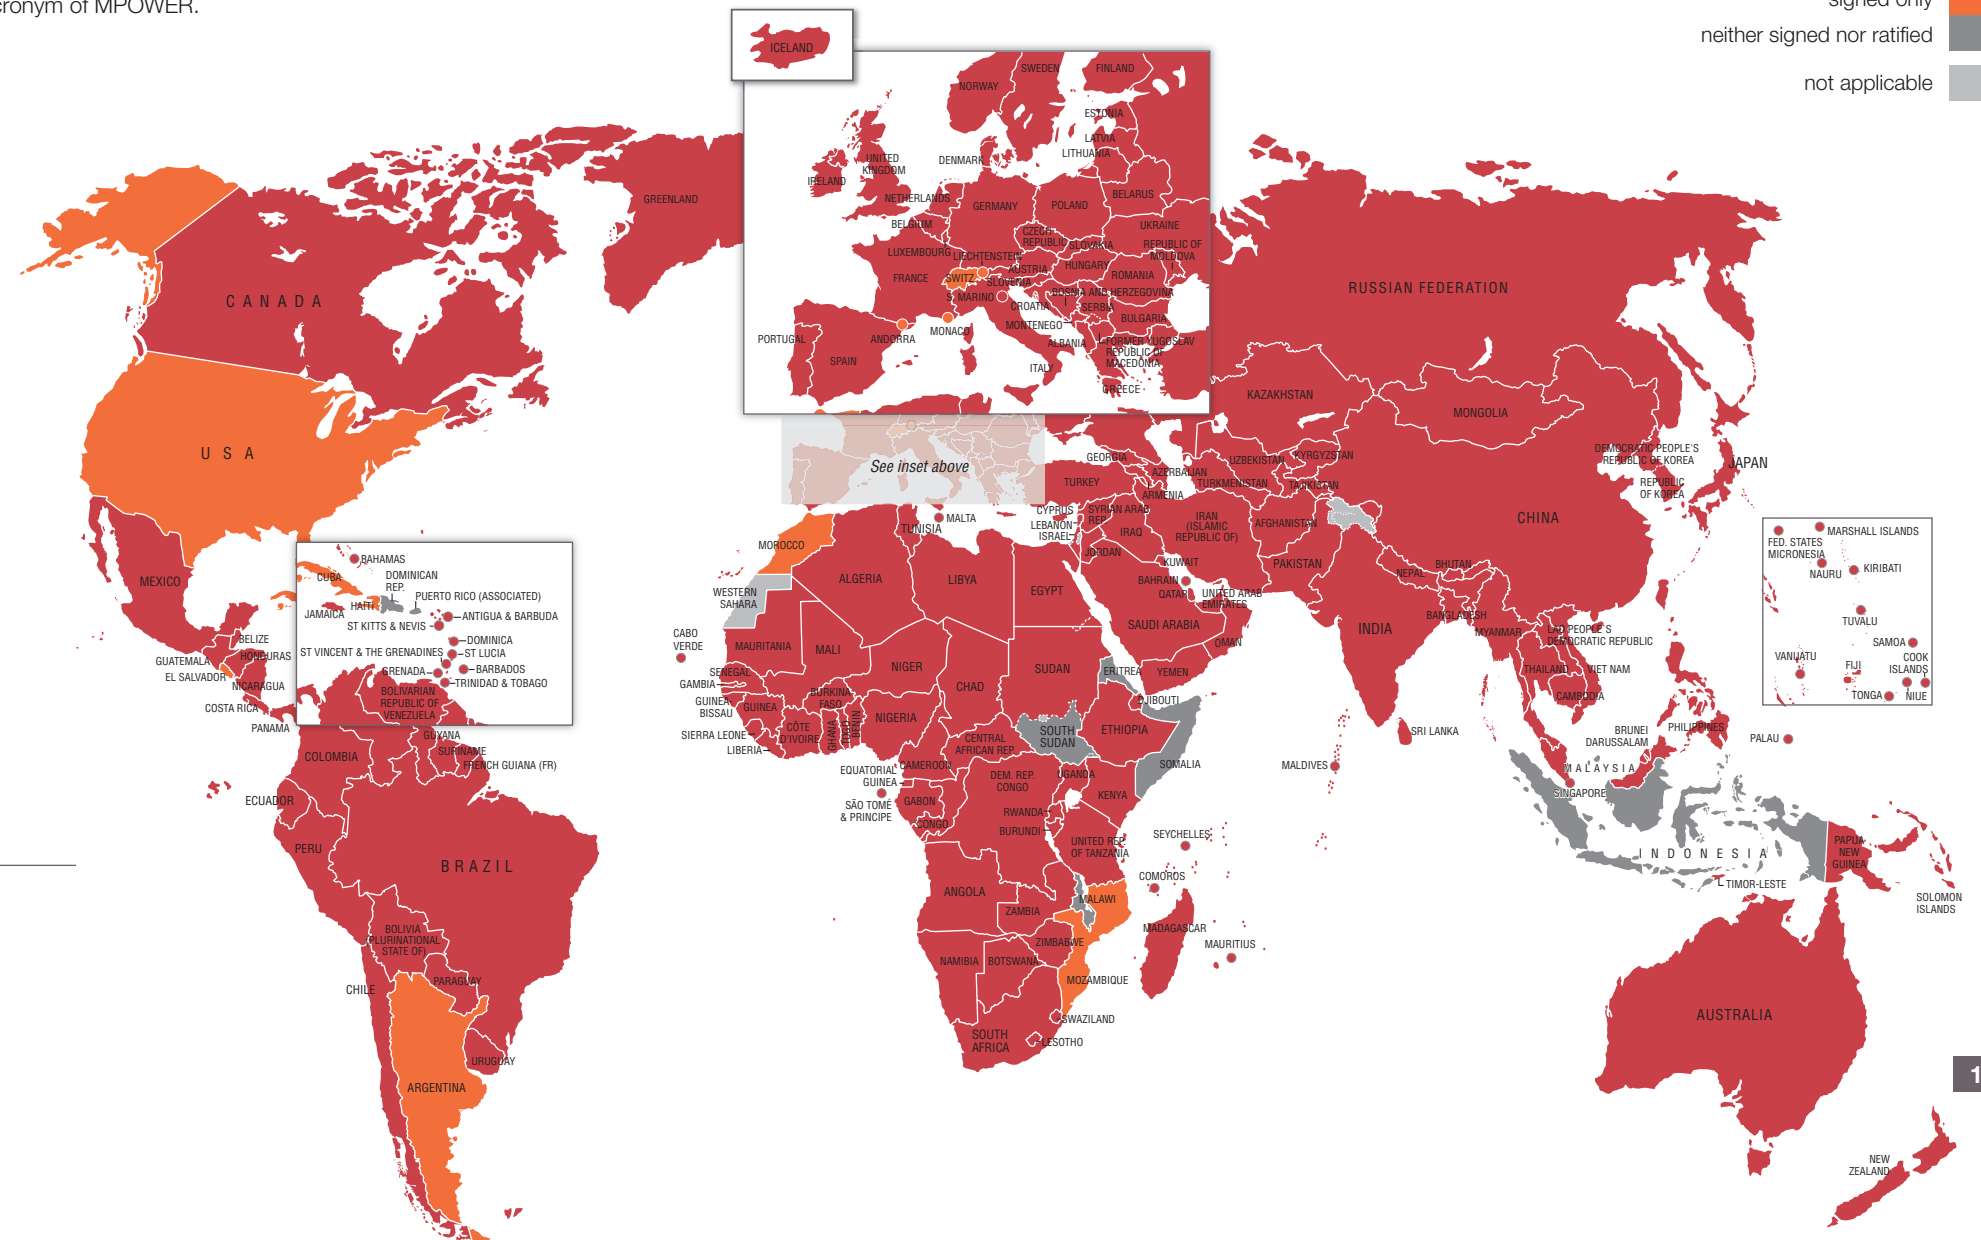 cronym of MPOWER.
signed only
neither signed nor ratified
not applicable
ICELAND
NORWAY
SWEDEN
FINLAND
ESTONIA
LATVIA
LITHUANIA
DENMARK
UNITED
KINGDOM
IRELAND
NETHERLANDS
BELGIUM
GERMANY
POLAND
BELARUS
UKRAINE
CZECH
REPUBLIC
SLOVAKIA
REPUBLIC OF
MOLDOVA
LUXEMBOURG
LIECHTENSTEIN
AUSTRIA
HUNGARY
ROMANIA
FRANCE
SWITZ.
SLOVENIA
S. MARINO
CROATIA
BOSNIA AND HERZEGOVINA
SERBIA
BULGARIA
MONTENEGO
ALBANIA
FORMER YUGOSLAV
REPUBLIC OF
MACEDONIA
PORTUGAL
SPAIN
ANDORRA
MONACO
ITALY
GREECE
See inset above
GREENLAND
CANADA
USA
MEXICO
BAHAMAS
CUBA
DOMINICAN
REP.
PUERTO RICO (ASSOCIATED)
JAMAICA
HAITI
ANTIGUA & BARBUDA
ST KITTS & NEVIS
DOMINICA
ST VINCENT & THE GRENADINES
ST LUCIA
GRENADA
BARBADOS
TRINIDAD & TOBAGO
BOLIVARIAN
REPUBLIC OF
VENEZUELA
BELIZE
HONDURAS
GUATEMALA
EL SALVADOR
NICARAGUA
COSTA RICA
PANAMA
GUYANA
SURINAME
FRENCH GUIANA (FR)
COLOMBIA
ECUADOR
PERU
BRAZIL
BOLIVIA
(PLURINATIONAL
STATE OF)
PARAGUAY
CHILE
URUGUAY
ARGENTINA
RUSSIAN FEDERATION
KAZAKHSTAN
MONGOLIA
GEORGIA
AZERBAIJAN
ARMENIA
TURKEY
UZBEKISTAN
KYRGYZSTAN
TURKMENISTAN
TAJIKISTAN
DEMOCRATIC PEOPLE'S
REPUBLIC OF KOREA
REPUBLIC
OF KOREA
JAPAN
CHINA
MALTA
CYPRUS
LEBANON
ISRAEL
SYRIAN ARAB
REP.
IRAQ
JORDAN
IRAN
(ISLAMIC
REPUBLIC OF)
AFGHANISTAN
PAKISTAN
KUWAIT
BAHRAIN
QATAR
UNITED ARAB
EMIRATES
SAUDI ARABIA
OMAN
YEMEN
NEPAL
BHUTAN
BANGLADESH
INDIA
MYANMAR
LAO PEOPLE'S
DEMOCRATIC REPUBLIC
THAILAND
VIET NAM
CAMBODIA
SRI LANKA
MALDIVES
PHILIPPINES
BRUNEI
DARUSSALAM
MALAYSIA
SINGAPORE
INDONESIA
TIMOR-LESTE
PALAU
PAPUA
NEW
GUINEA
SOLOMON
ISLANDS
MARSHALL ISLANDS
FED. STATES
MICRONESIA
NAURU
KIRIBATI
TUVALU
SAMOA
COOK
ISLANDS
VANUATU
FIJI
TONGA
NIUE
AUSTRALIA
NEW
ZEALAND
MOROCCO
TUNISIA
ALGERIA
LIBYA
EGYPT
WESTERN
SAHARA
CABO
VERDE
MAURITANIA
MALI
NIGER
CHAD
SUDAN
ERITREA
DJIBOUTI
SENEGAL
GAMBIA
GUINEA-
BISSAU
GUINEA
SIERRA LEONE
LIBERIA
CÔTE
D'IVOIRE
BURKINA
FASO
GHANA
TOGO
BENIN
NIGERIA
CAMEROON
CENTRAL
AFRICAN REP.
SOUTH
SUDAN
ETHIOPIA
SOMALIA
EQUATORIAL
GUINEA
SÃO TOMÉ
& PRINCIPE
GABON
CONGO
DEM. REP.
CONGO
UGANDA
KENYA
RWANDA
BURUNDI
UNITED REP.
OF TANZANIA
SEYCHELLES
COMOROS
ANGOLA
ZAMBIA
MALAWI
ZIMBABWE
MOZAMBIQUE
MADAGASCAR
MAURITIUS
NAMIBIA
BOTSWANA
SWAZILAND
LESOTHO
SOUTH
AFRICA
1